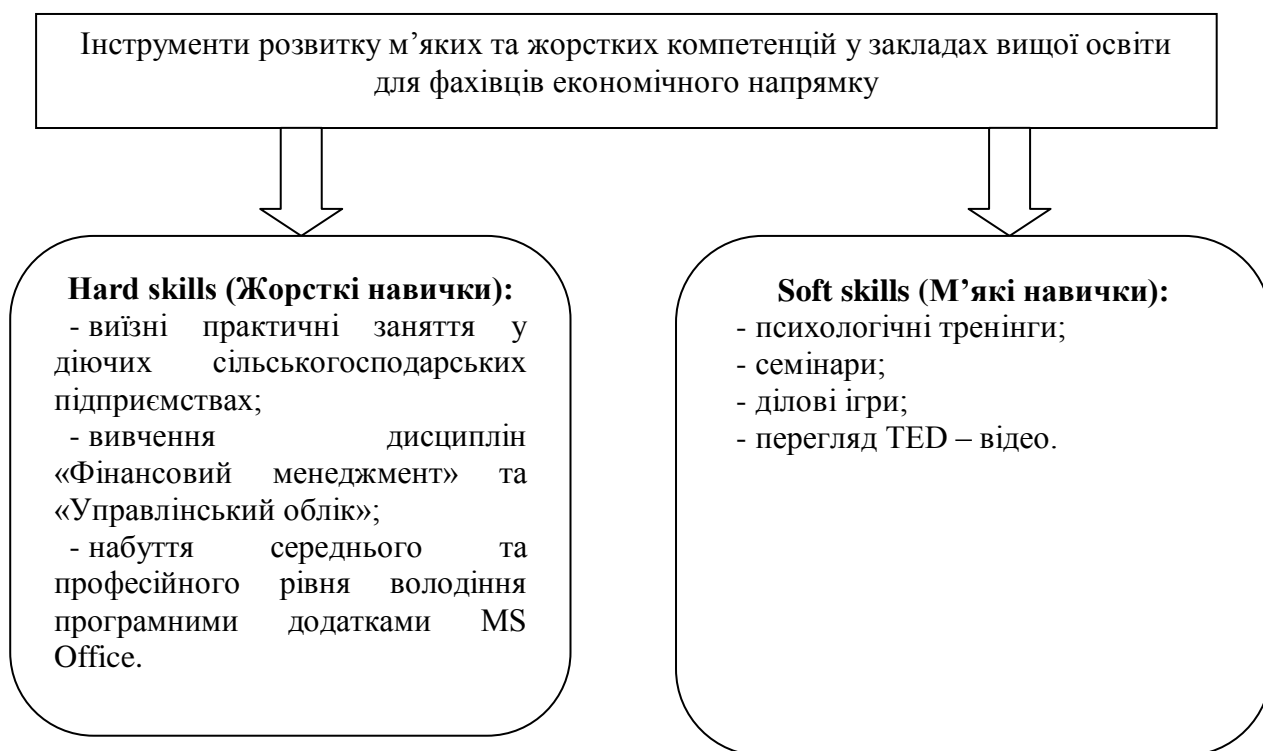 Інструменти розвитку м’яких та жорстких компетенцій у закладах вищої освіти
для фахівців економічного напрямку
Hard skills (Жорсткі навички):
- виїзні практичні заняття у
діючих сільськогосподарських
підприємствах;
- вивчення дисциплін
«Фінансовий менеджмент» та
«Управлінський облік»;
- набуття середнього та
професійного рівня володіння
програмними додатками MS
Office.
Soft skills (М’які навички):
- психологічні тренінги;
- семінари;
- ділові ігри;
- перегляд TED – відео.